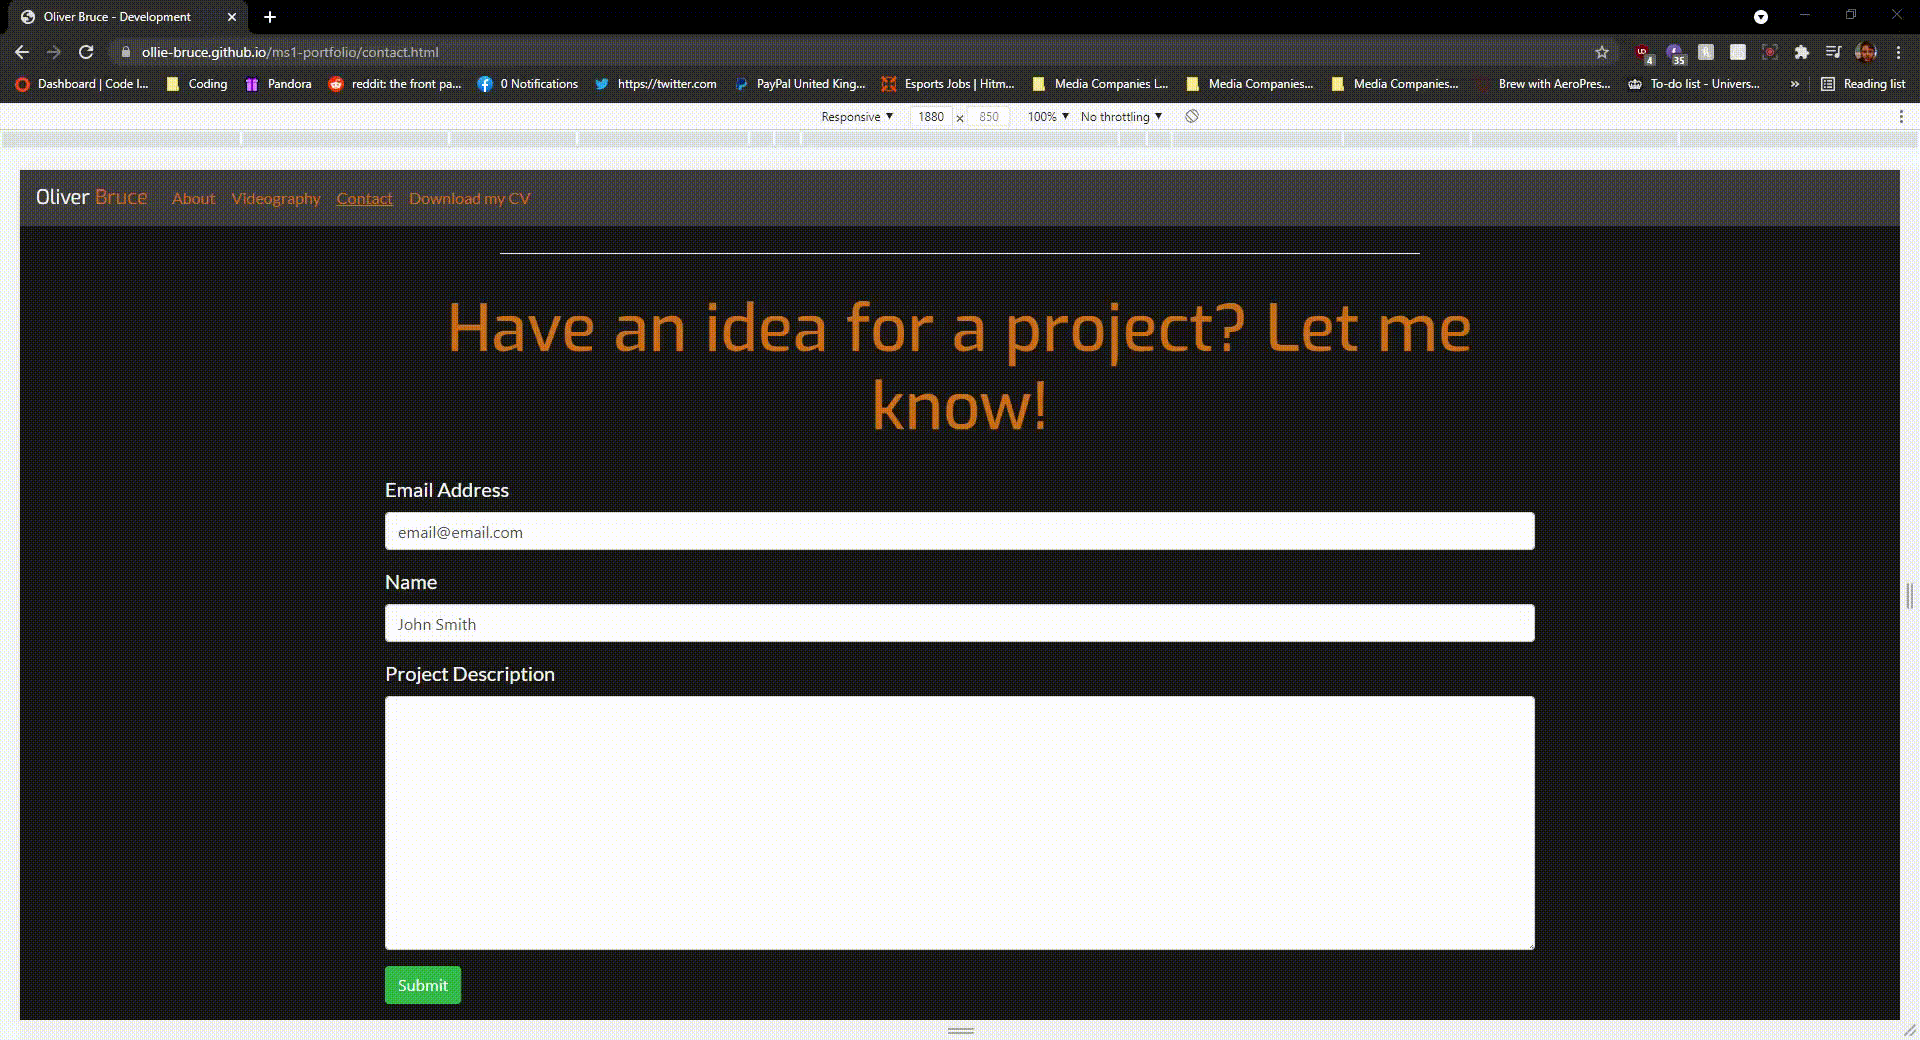 Oliver Bruce - Development
ollie-bruce.github.io/ms1-portfolio/contact.html
4
35
Dashboard | Code I...
Coding
Pandora
reddit: the front pa...
0 Notifications
https://twitter.com
PayPal United King...
Esports Jobs | Hitm...
Media Companies L...
Media Companies...
Media Companies...
Brew with AeroPres...
To-do list - Univers...
»
Reading list
Responsive ▼ 1880 × 850 100% ▼ No throttling ▼
Oliver Bruce About Videography Contact Download my CV
Have an idea for a project? Let me
know!
Email Address
email@email.com
Name
John Smith
Project Description
Submit